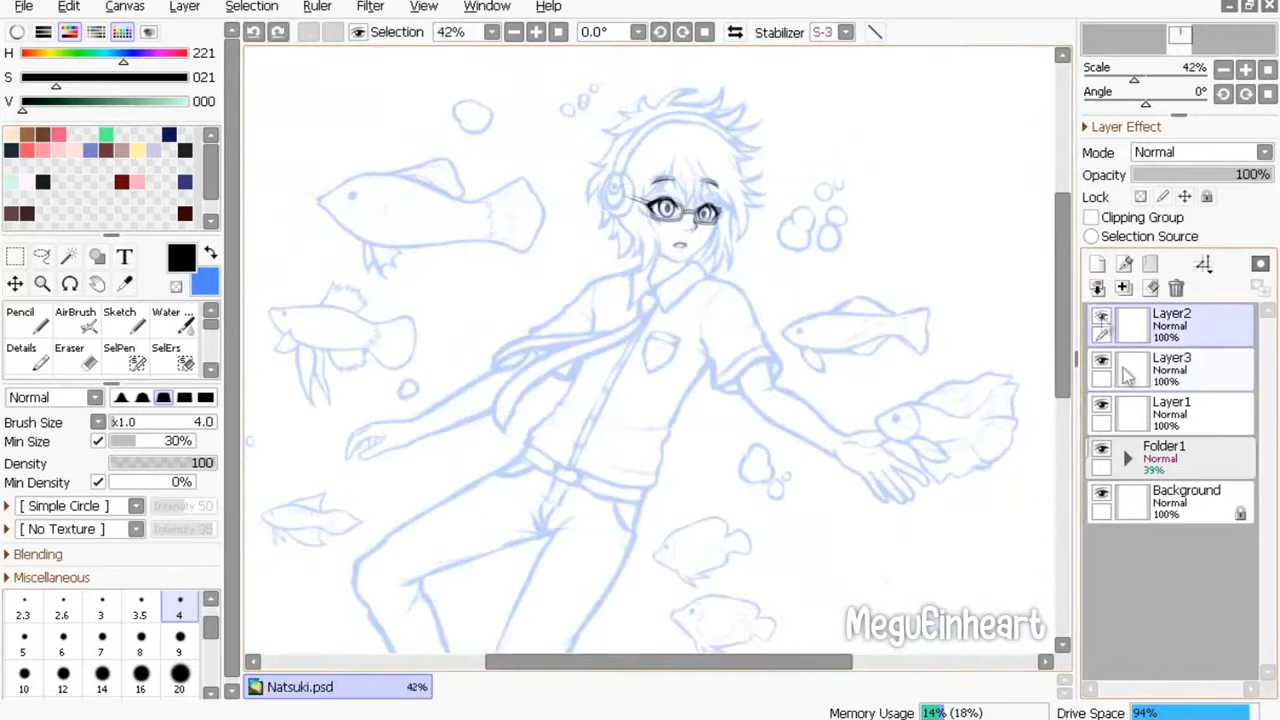 File Edit Canvas Layer Selection Ruler Filter View Window Help
Selection 42% 0.0° Stabilizer S-3
H 221
S 021
V 000
Scale 42%
Angle 0°
Layer Effect
Mode Normal
Opacity 100%
Lock
Clipping Group
Selection Source
T
Pencil AirBrush Sketch Water ...
Details Eraser SelPen SelErs
Normal
Brush Size x1.0 4.0
Min Size 30%
Density 100
Min Density 0%
[ Simple Circle ] Intensity 50
[ No Texture ] Intensity 95
Blending
Miscellaneous
2.3 2.6 3 3.5 4
5 6 7 8 9
10 12 14 16 20
Layer2
Normal
100%
Layer3
Normal
100%
Layer1
Normal
100%
Folder1
Normal
39%
Background
Normal
100%
MeguEinheart
Natsuki.psd 42%
Memory Usage 14% (18%) Drive Space 94%